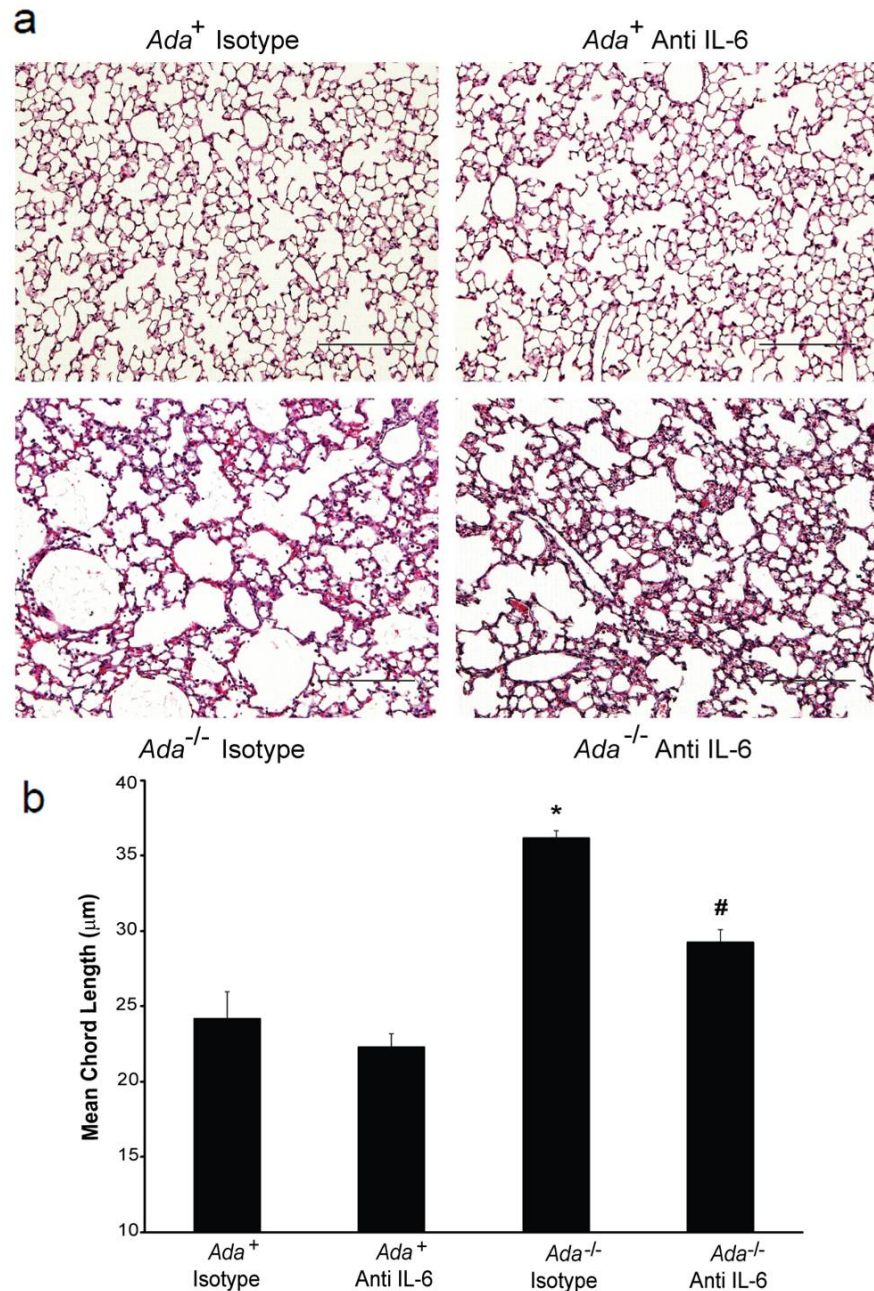 a
Ada+ Isotype
Ada+ Anti IL-6
Ada-/- Isotype
Ada-/- Anti IL-6
b
Mean Chord Length (µm)
40
35
30
25
20
15
10
*
#
Ada+
Isotype
Ada+
Anti IL-6
Ada-/-
Isotype
Ada-/-
Anti IL-6